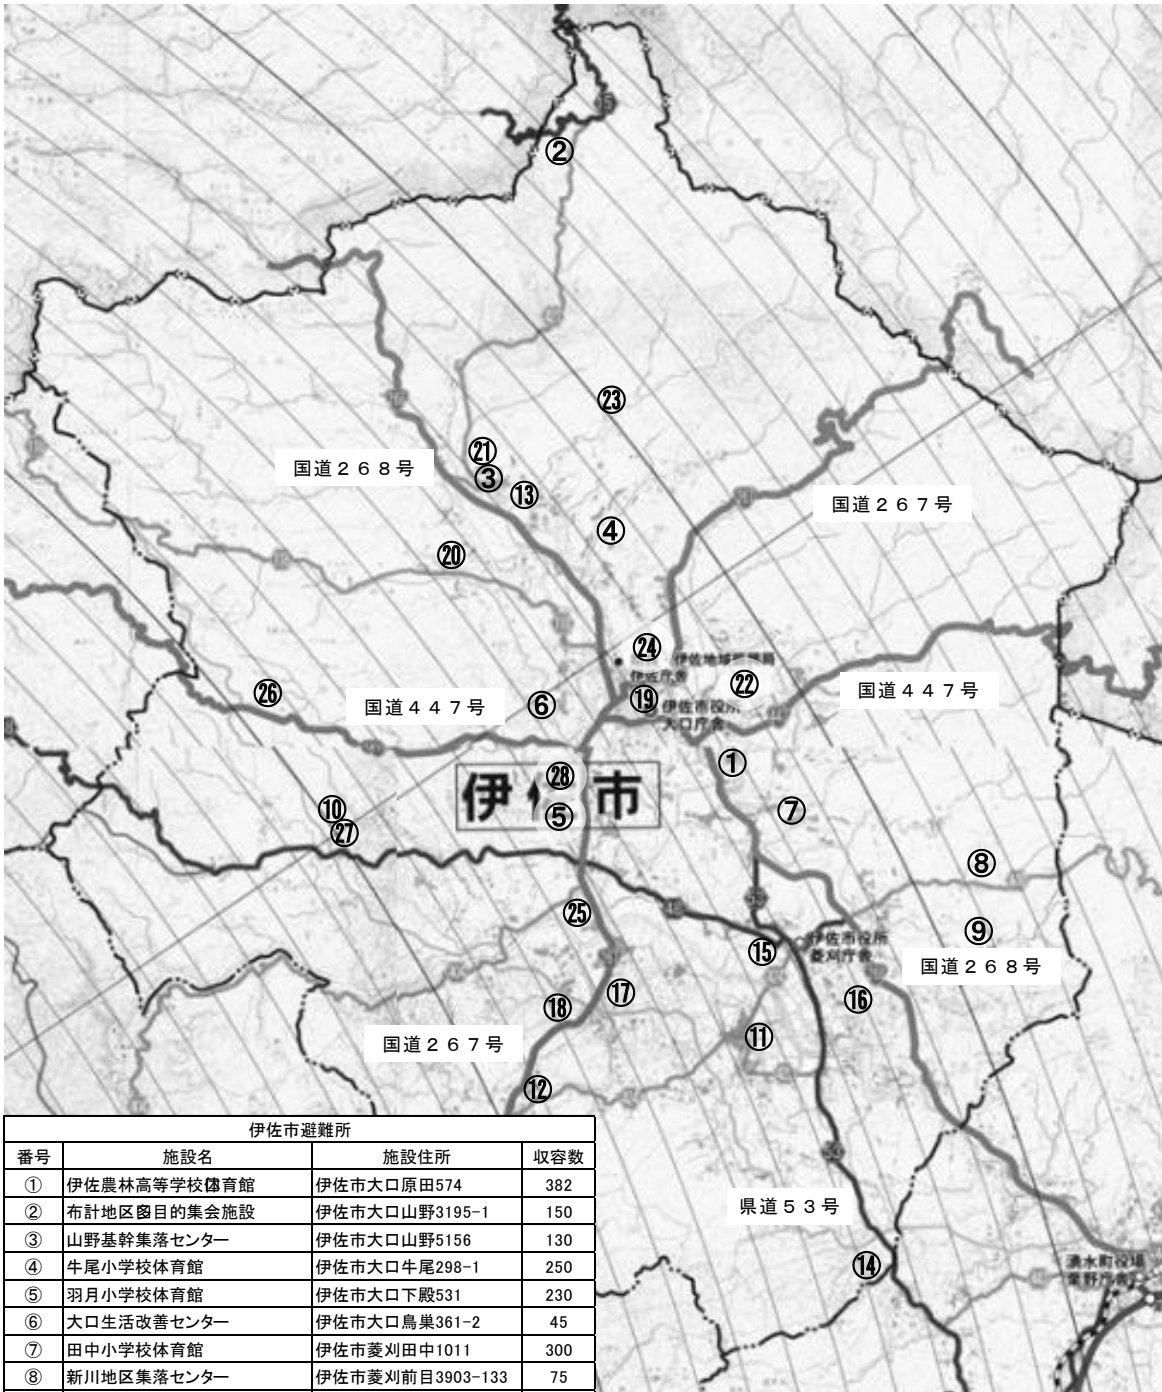 ②
㉓
㉑
国道２６８号
③
⑬
国道２６７号
④
⑳
㉔
伊佐地域振興局
伊佐庁舎
㉒
国道４４７号
㉖
国道４４７号
⑥
⑲
伊佐市役所
大口庁舎
①
㉘
伊 市
⑤
⑩
㉗
⑦
⑧
㉕
⑨
伊佐市役所
菱刈庁舎
⑮
国道２６８号
⑯
⑰
⑱
国道２６７号
⑪
⑫
53
県道５３号
⑭
湧水町役場
栗野庁舎
伊佐市避難所
番号 施設名 施設住所 収容数
① 伊佐農林高等学校体育館 伊佐市大口原田574 382
② 布計地区多目的集会施設 伊佐市大口山野3195-1 150
③ 山野基幹集落センター 伊佐市大口山野5156 130
④ 牛尾小学校体育館 伊佐市大口牛尾298-1 250
⑤ 羽月小学校体育館 伊佐市大口下殿531 230
⑥ 大口生活改善センター 伊佐市大口鳥巣361-2 45
⑦ 田中小学校体育館 伊佐市菱刈田中1011 300
⑧ 新川地区集落センター 伊佐市菱刈前目3903-133 75